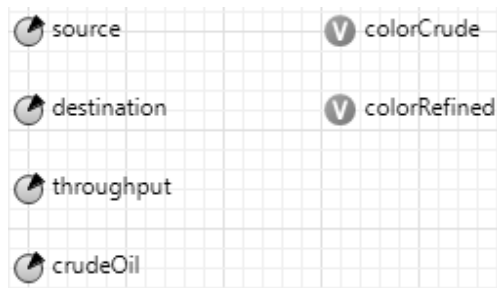 source
V colorCrude
destination
V colorRefined
throughput
crudeOil